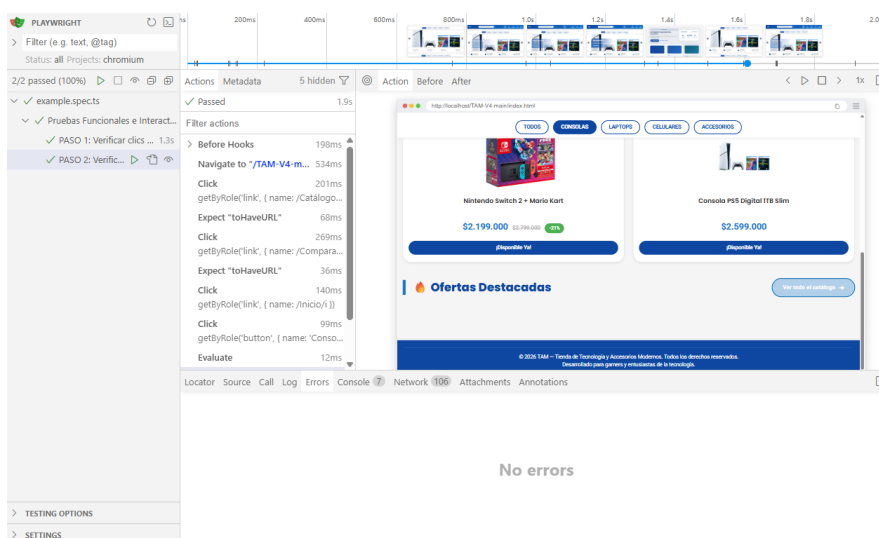 PLAYWRIGHT
Filter (e.g. text, @tag)
Status: all Projects: chromium
2/2 passed (100%)
example.spec.ts
Pruebas Funcionales e Interact...
PASO 1: Verificar clics ... 1.3s
PASO 2: Verific...
TESTING OPTIONS
SETTINGS
200ms 400ms 600ms 800ms 1.0s 1.2s 1.4s 1.6s 1.8s 2.0
Actions Metadata 5 hidden
Passed 1.9s
Filter actions
Before Hooks 198ms
Navigate to "/TAM-V4-m... 534ms
Click 201ms
getByRole('link', { name: /Catálogo...
Expect "toHaveURL" 68ms
Click 269ms
getByRole('link', { name: /Compara...
Expect "toHaveURL" 36ms
Click 140ms
getByRole('link', { name: /Inicio/i })
Click 99ms
getByRole('button', { name: 'Conso...
Evaluate 12ms
Action Before After 1x
http://localhost/TAM-V4-main/index.html
TODOS CONSOLAS LAPTOPS CELULARES ACCESORIOS
Nintendo Switch 2 + Mario Kart
$2.199.000 $2.799.000 -21%
¡Disponible Ya!
Consola PS5 Digital 1TB Slim
$2.599.000
¡Disponible Ya!
🔥 Ofertas Destacadas
Ver todo el catálogo →
© 2026 TAM — Tienda de Tecnología y Accesorios Modernos. Todos los derechos reservados.
Desarrollado para gamers y entusiastas de la tecnología.
Locator Source Call Log Errors Console 7 Network 106 Attachments Annotations
No errors